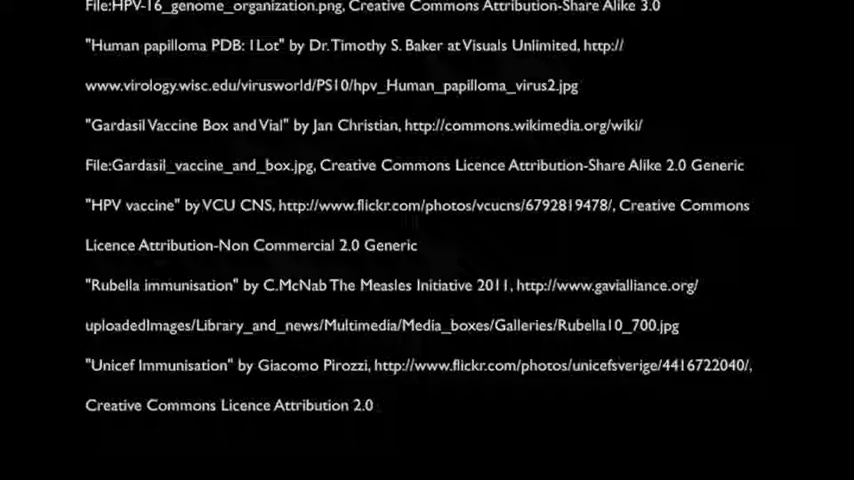 File:HPV-16_genome_organization.png, Creative Commons Attribution-Share Alike 3.0
"Human papilloma PDB: 1Lot" by Dr. Timothy S. Baker at Visuals Unlimited, http://
www.virology.wisc.edu/virusworld/PS10/hpv_Human_papilloma_virus2.jpg
"Gardasil Vaccine Box and Vial" by Jan Christian, http://commons.wikimedia.org/wiki/
File:Gardasil_vaccine_and_box.jpg, Creative Commons Licence Attribution-Share Alike 2.0 Generic
"HPV vaccine" by VCU CNS, http://www.flickr.com/photos/vcucns/6792819478/, Creative Commons
Licence Attribution-Non Commercial 2.0 Generic
"Rubella immunisation" by C.McNab The Measles Initiative 2011, http://www.gavialliance.org/
uploadedImages/Library_and_news/Multimedia/Media_boxes/Galleries/Rubella10_700.jpg
"Unicef Immunisation" by Giacomo Pirozzi, http://www.flickr.com/photos/unicefsverige/4416722040/,
Creative Commons Licence Attribution 2.0